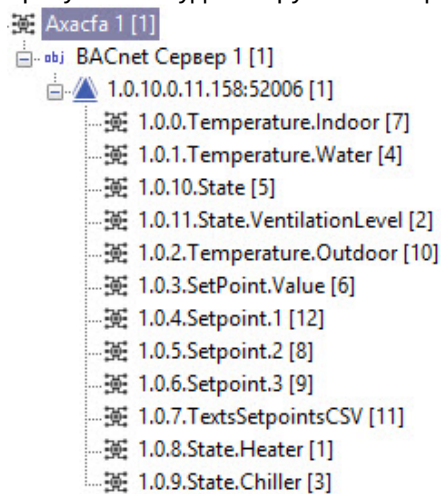 Axacfa 1 [1]
obj BACnet Сервер 1 [1]
1.0.10.0.11.158:52006 [1]
1.0.0.Temperature.Indoor [7]
1.0.1.Temperature.Water [4]
1.0.10.State [5]
1.0.11.State.VentilationLevel [2]
1.0.2.Temperature.Outdoor [10]
1.0.3.SetPoint.Value [6]
1.0.4.Setpoint.1 [12]
1.0.5.Setpoint.2 [8]
1.0.6.Setpoint.3 [9]
1.0.7.TextsSetpointsCSV [11]
1.0.8.State.Heater [1]
1.0.9.State.Chiller [3]